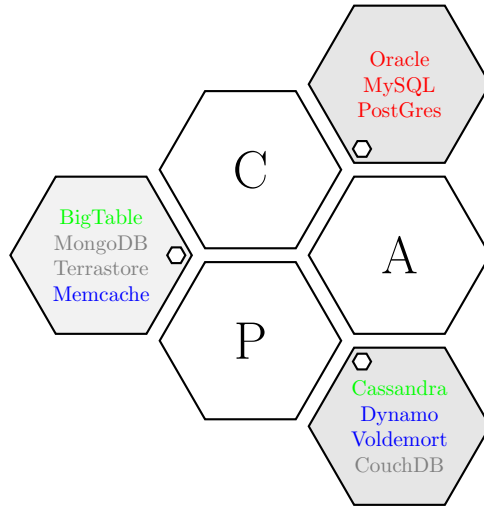 Oracle
MySQL
PostGres
C
BigTable
MongoDB
Terrastore
Memcache
A
P
Cassandra
Dynamo
Voldemort
CouchDB